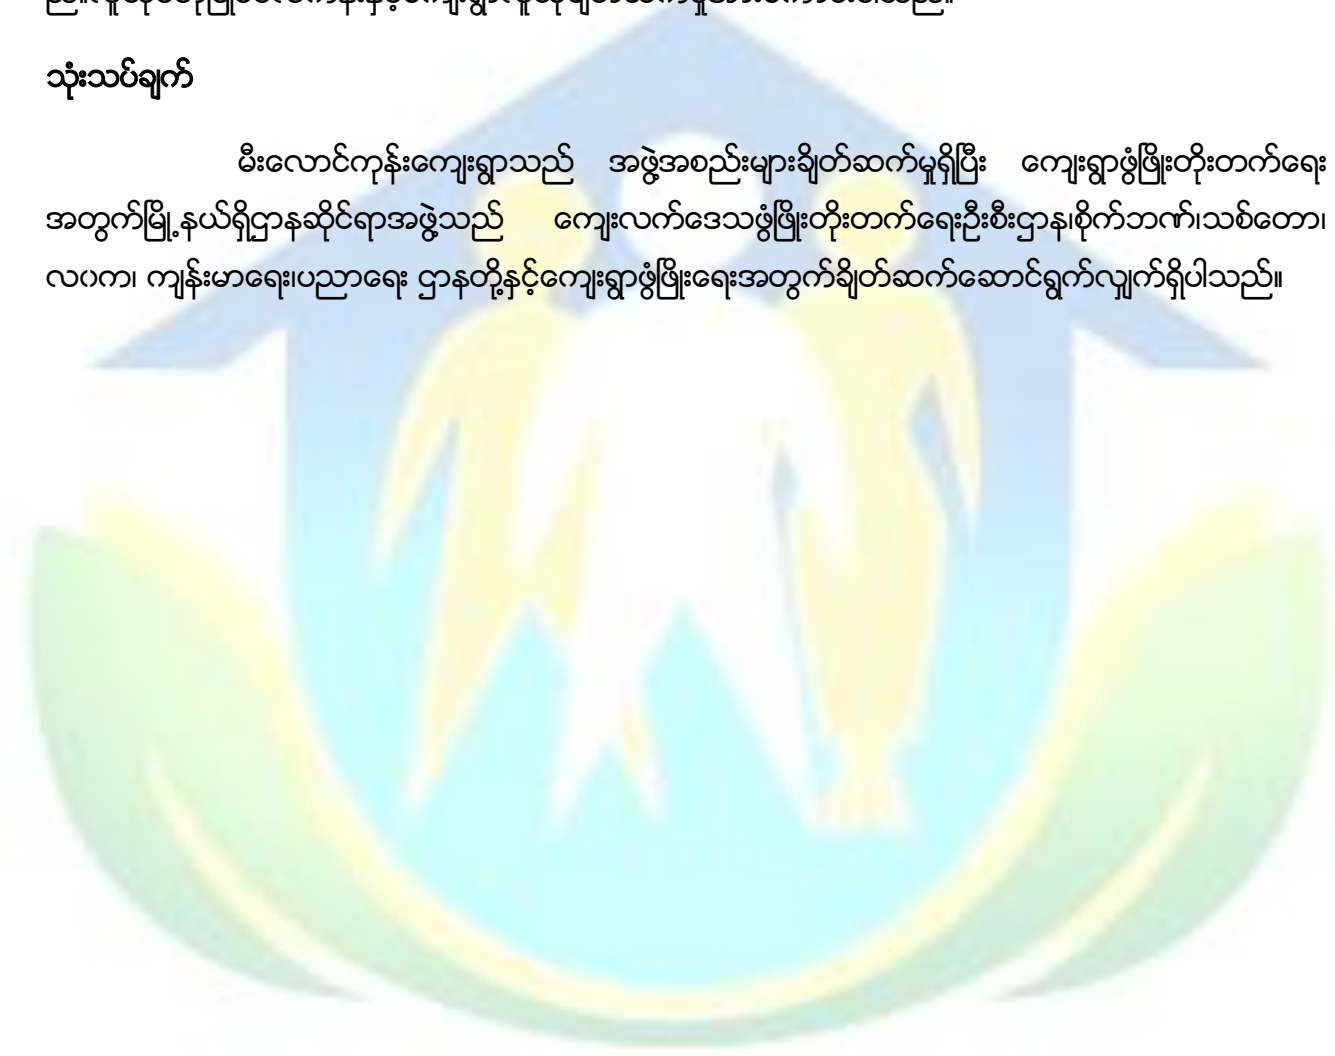 သုံးသပ်ချက်
မီးလောင်ကုန်းကျေးရွာသည် အဖွဲ့အစည်းများချိတ်ဆက်မှုရှိပြီး ကျေးရွာဖွံဖြိုးတိုးတက်ရေး
အတွက်မြို့နယ်ရှိဌာနဆိုင်ရာအဖွဲ့သည် ကျေးလက်ဒေသဖွံဖြိုးတိုးတက်ရေးဦးစီးဌာန၊စိုက်ဘဏ်၊သစ်တော၊
လ၀က၊ ကျန်းမာရေး၊ပညာရေး ဌာနတို့နှင့်ကျေးရွာဖွံဖြိုးရေးအတွက်ချိတ်ဆက်ဆောင်ရွက်လျှက်ရှိပါသည်။